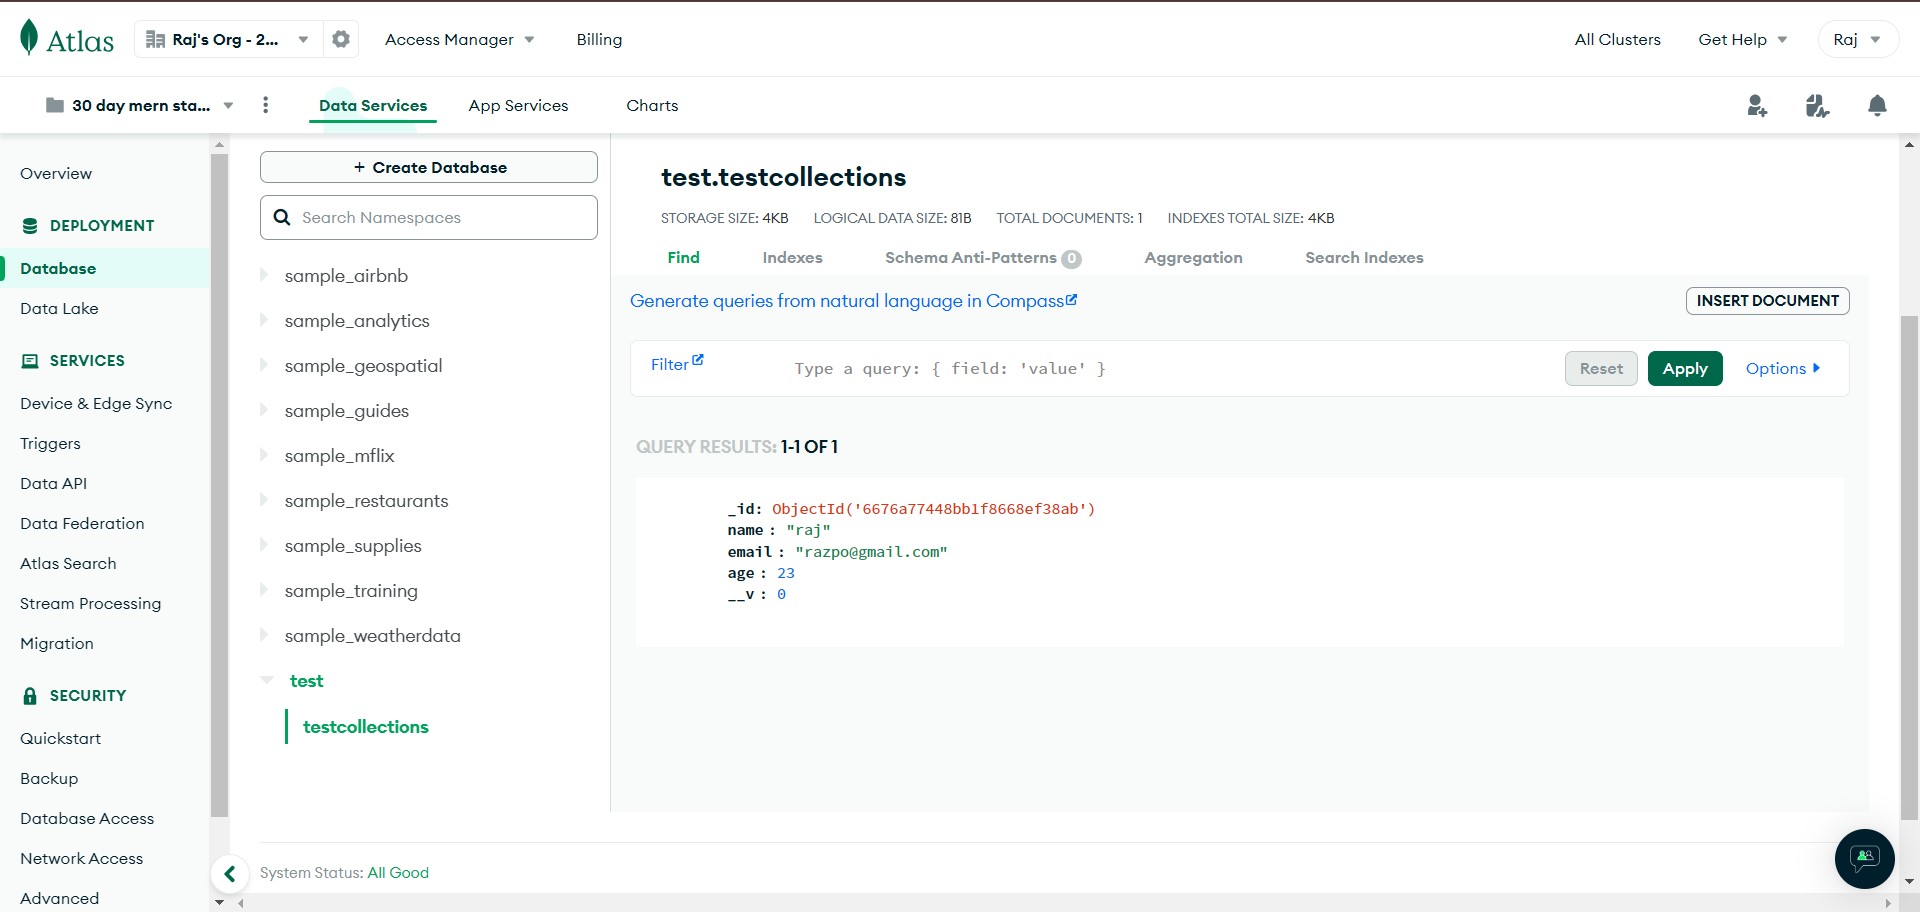 Atlas
Raj's Org - 2...
Access Manager
Billing
All Clusters
Get Help
Raj
30 day mern sta...
Data Services
App Services
Charts
Overview
DEPLOYMENT
Database
Data Lake
SERVICES
Device & Edge Sync
Triggers
Data API
Data Federation
Atlas Search
Stream Processing
Migration
SECURITY
Quickstart
Backup
Database Access
Network Access
Advanced
+ Create Database
Search Namespaces
sample_airbnb
sample_analytics
sample_geospatial
sample_guides
sample_mflix
sample_restaurants
sample_supplies
sample_training
sample_weatherdata
test
testcollections
test.testcollections
STORAGE SIZE: 4KB LOGICAL DATA SIZE: 81B TOTAL DOCUMENTS: 1 INDEXES TOTAL SIZE: 4KB
Find Indexes Schema Anti-Patterns 0 Aggregation Search Indexes
Generate queries from natural language in Compass
INSERT DOCUMENT
Filter
Type a query: { field: 'value' }
Reset
Apply
Options
QUERY RESULTS: 1-1 OF 1
_id: ObjectId('6676a77448bb1f8668ef38ab')
name : "raj"
email : "razpo@gmail.com"
age : 23
__v : 0
System Status: All Good